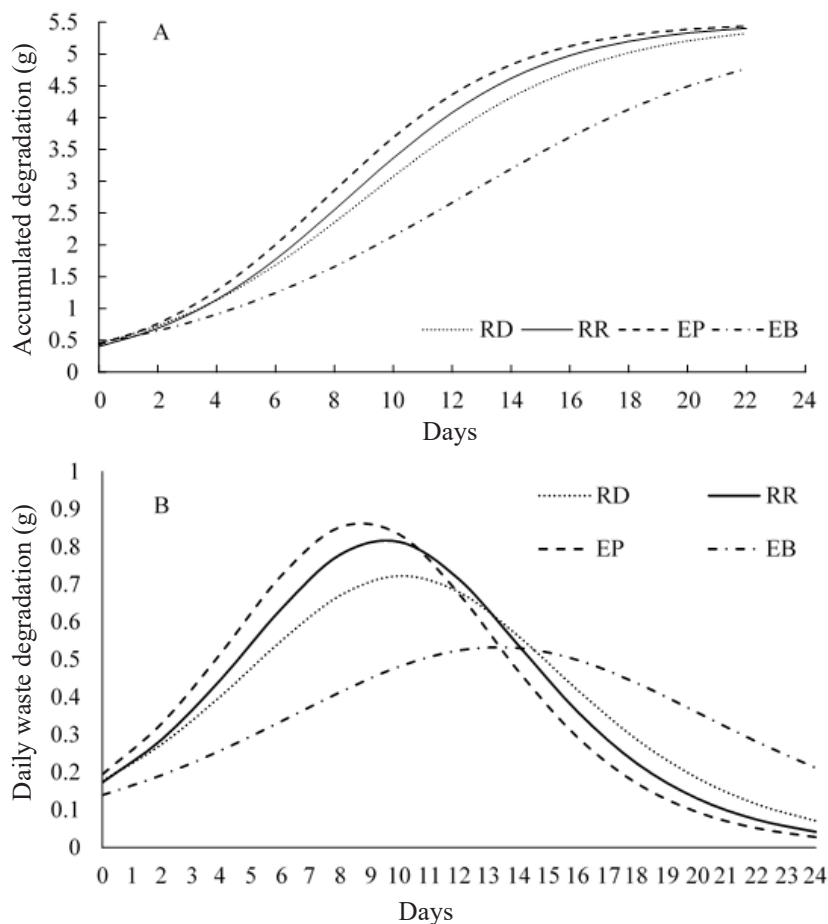 A
Accumulated degradation (g)
5.5
5
4.5
4
3.5
3
2.5
2
1.5
1
0.5
0
RD RR EP EB
0 2 4 6 8 10 12 14 16 18 20 22 24
Days
B
Daily waste degradation (g)
1
0.9
0.8
0.7
0.6
0.5
0.4
0.3
0.2
0.1
0
RD RR
EP EB
0 1 2 3 4 5 6 7 8 9 10 11 12 13 14 15 16 17 18 19 20 21 22 23 24
Days